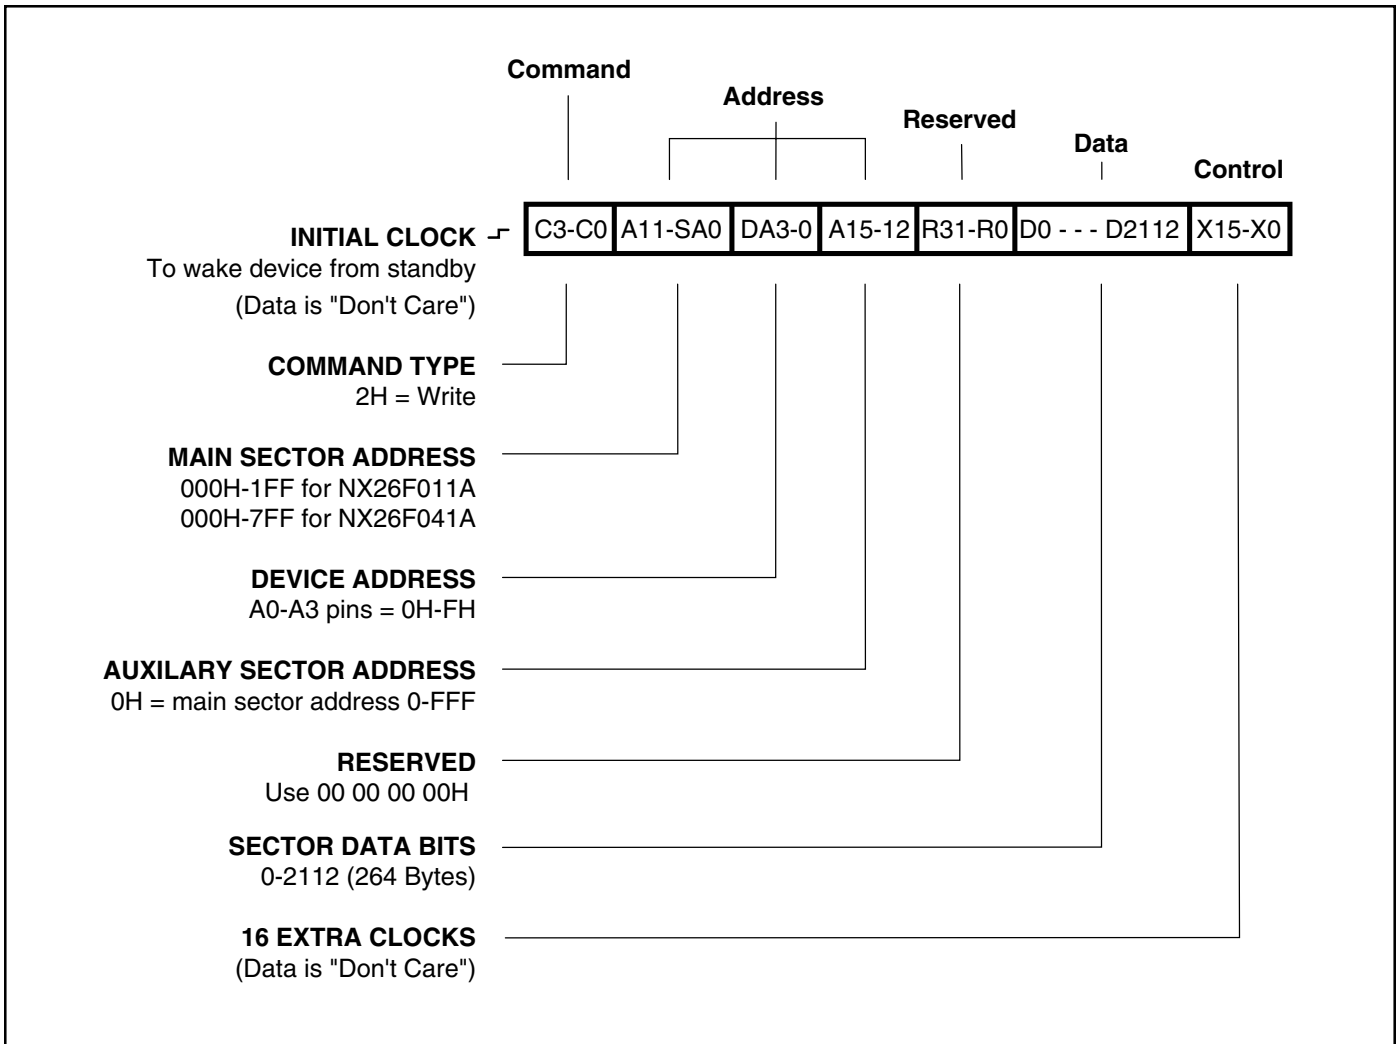 Command
Address
Reserved
Data
Control
C3-C0 A11-SA0 DA3-0 A15-12 R31-R0 D0 - - - D2112 X15-X0
INITIAL CLOCK
To wake device from standby
(Data is "Don't Care")
COMMAND TYPE
2H = Write
MAIN SECTOR ADDRESS
000H-1FF for NX26F011A
000H-7FF for NX26F041A
DEVICE ADDRESS
A0-A3 pins = 0H-FH
AUXILARY SECTOR ADDRESS
0H = main sector address 0-FFF
RESERVED
Use 00 00 00 00H
SECTOR DATA BITS
0-2112 (264 Bytes)
16 EXTRA CLOCKS
(Data is "Don't Care")